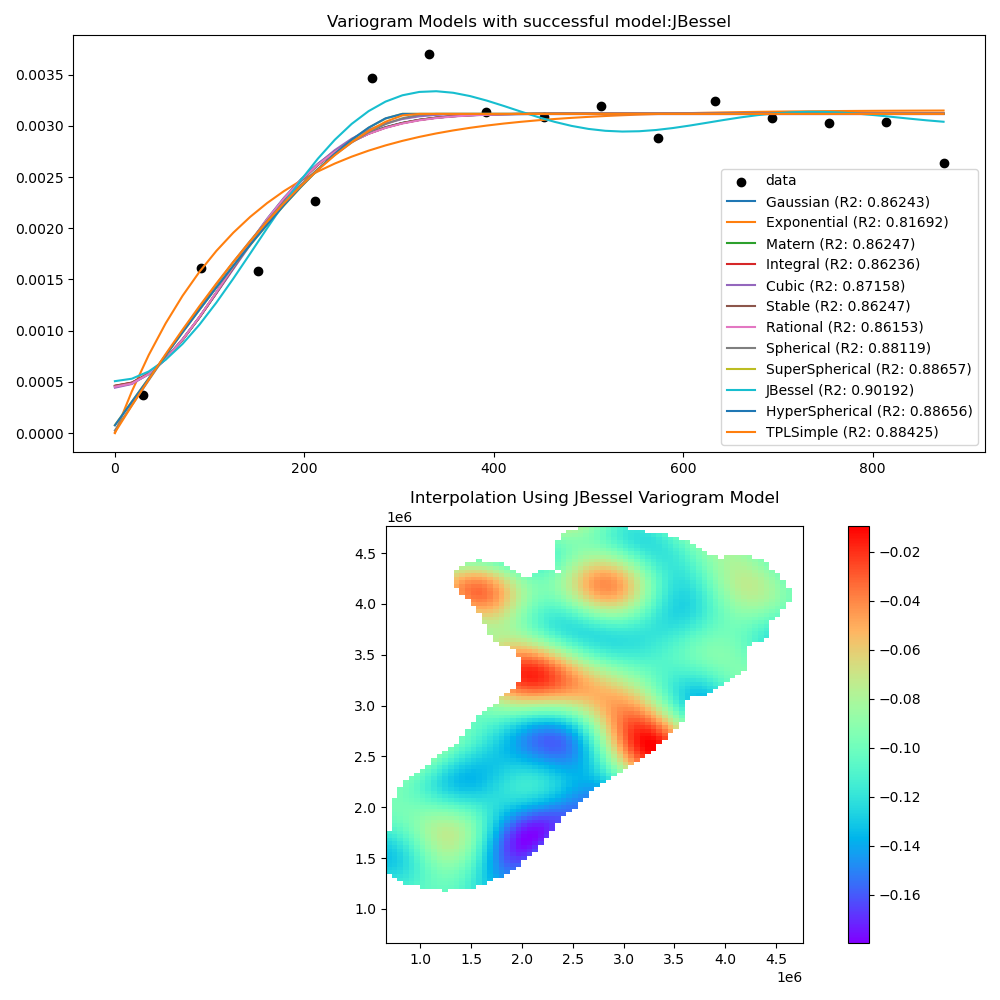 Variogram Models with successful model:JBessel
0.0035
0.0030
0.0025
0.0020
0.0015
0.0010
0.0005
0.0000
data
Gaussian (R2: 0.86243)
Exponential (R2: 0.81692)
Matern (R2: 0.86247)
Integral (R2: 0.86236)
Cubic (R2: 0.87158)
Stable (R2: 0.86247)
Rational (R2: 0.86153)
Spherical (R2: 0.88119)
SuperSpherical (R2: 0.88657)
JBessel (R2: 0.90192)
HyperSpherical (R2: 0.88656)
TPLSimple (R2: 0.88425)
0 200 400 600 800
Interpolation Using JBessel Variogram Model
1e6
4.5
4.0
3.5
3.0
2.5
2.0
1.5
1.0
1.0 1.5 2.0 2.5 3.0 3.5 4.0 4.5
1e6
−0.02
−0.04
−0.06
−0.08
−0.10
−0.12
−0.14
−0.16